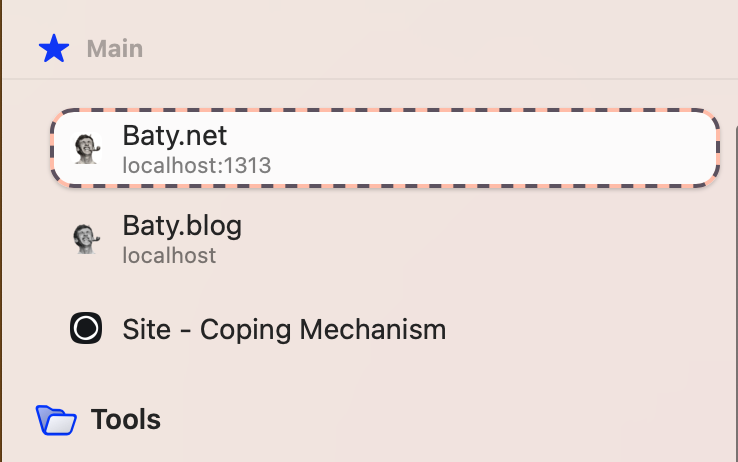 Main
Baty.net
localhost:1313
Baty.blog
localhost
Site - Coping Mechanism
Tools